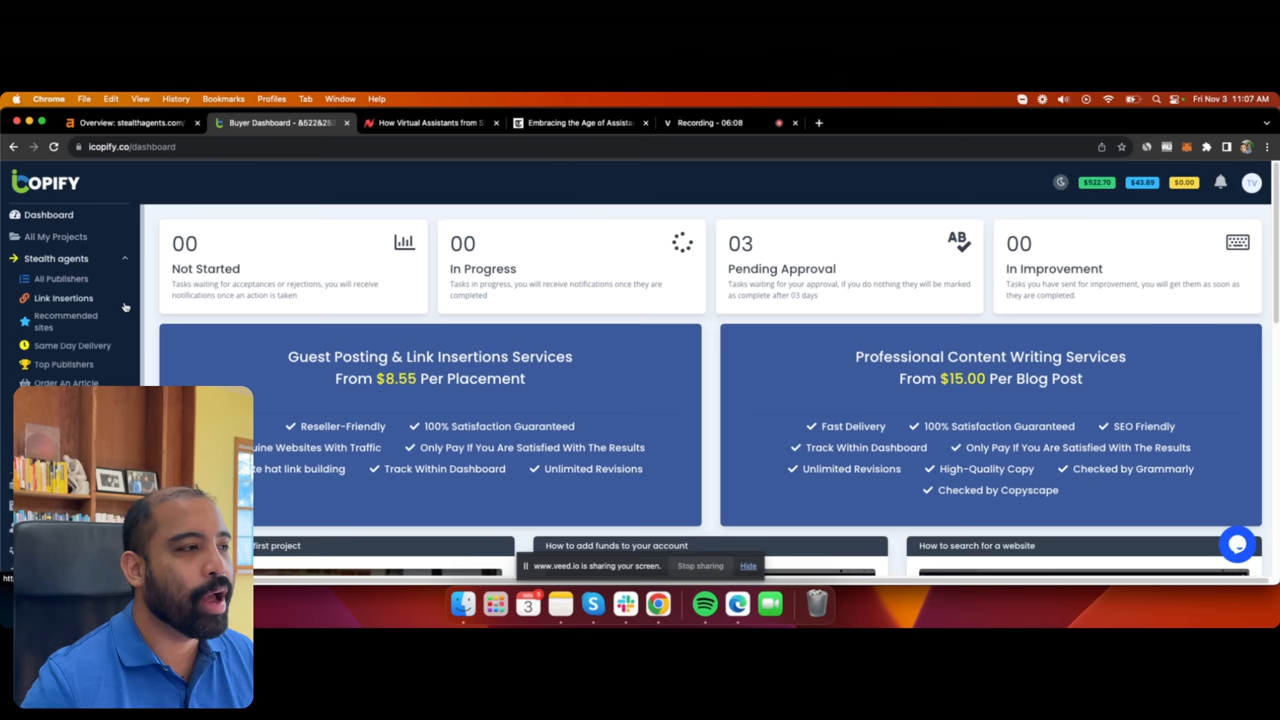 Chrome File Edit View History Bookmarks Profiles Tab Window Help
Fri Nov 3 11:07 AM
Overview: stealthagents.com/
Buyer Dashboard - &522&25:
How Virtual Assistants from S
Embracing the Age of Assista
Recording - 06:08
icopify.co/dashboard
iCOPIFY
$522.70
$43.89
$0.00
TV
Dashboard
All My Projects
Stealth agents
All Publishers
Link Insertions
Recommended
sites
Same Day Delivery
Top Publishers
Order An Article
00
Not Started
Tasks waiting for acceptances or rejections, you will receive
notifications once an action is taken
00
In Progress
Tasks in progress, you will receive notifications once they are
completed
03
AB
Pending Approval
Tasks waiting for your approval, if you do nothing they will be marked
as complete after 03 days
00
In Improvement
Tasks you have sent for improvement, you will get them as soon as
they are completed.
Guest Posting & Link Insertions Services
From $8.55 Per Placement
Reseller-Friendly
100% Satisfaction Guaranteed
uine Websites With Traffic
Only Pay If You Are Satisfied With The Results
te hat link building
Track Within Dashboard
Unlimited Revisions
Professional Content Writing Services
From $15.00 Per Blog Post
Fast Delivery
100% Satisfaction Guaranteed
SEO Friendly
Track Within Dashboard
Only Pay If You Are Satisfied With The Results
Unlimited Revisions
High-Quality Copy
Checked by Grammarly
Checked by Copyscape
first project
How to add funds to your account
How to search for a website
www.veed.io is sharing your screen.
Stop sharing
Hide
3